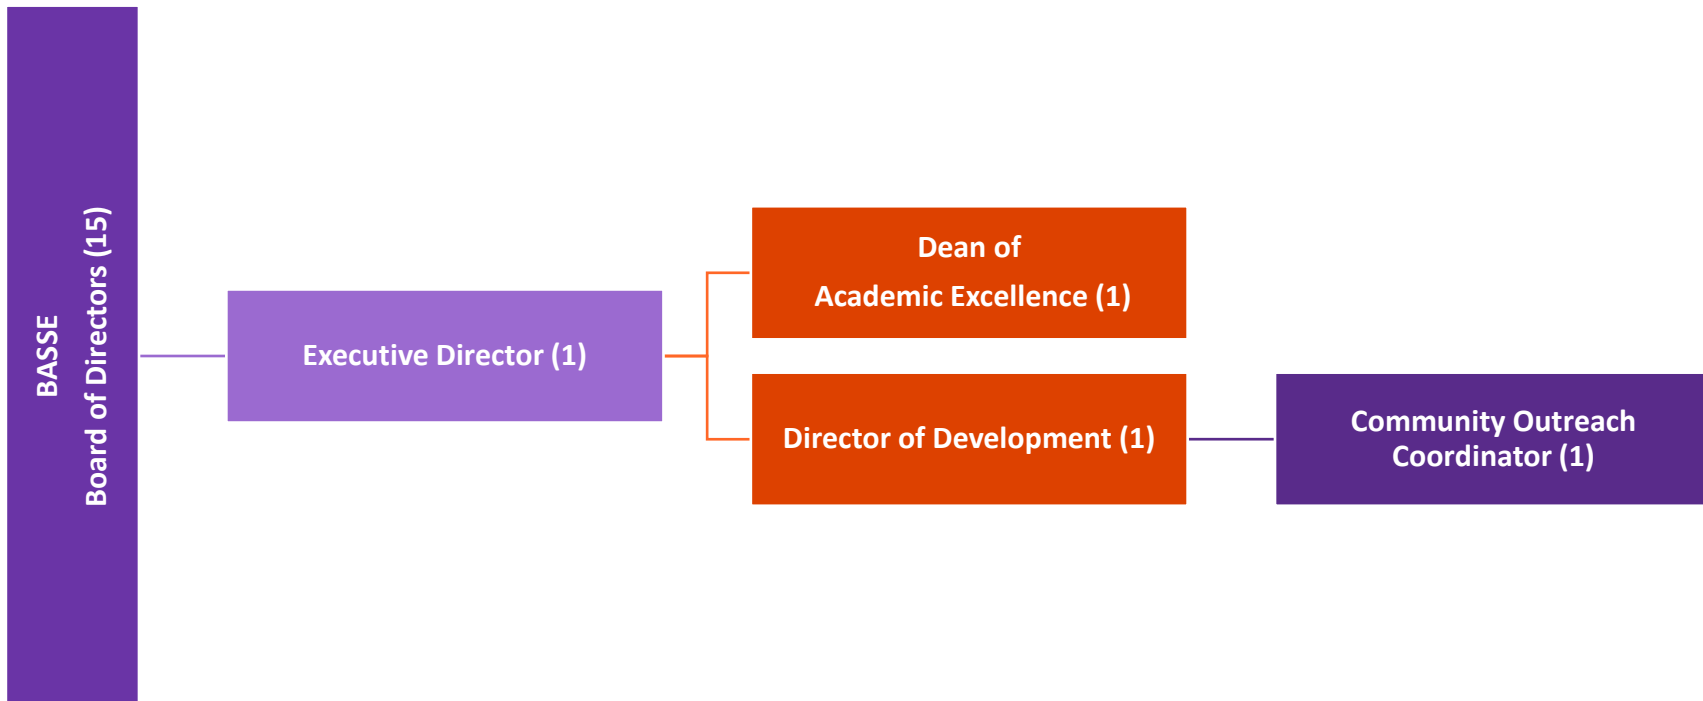 BASSE
Board of Directors (15)
Executive Director (1)
Dean of
Academic Excellence (1)
Director of Development (1)
Community Outreach
Coordinator (1)